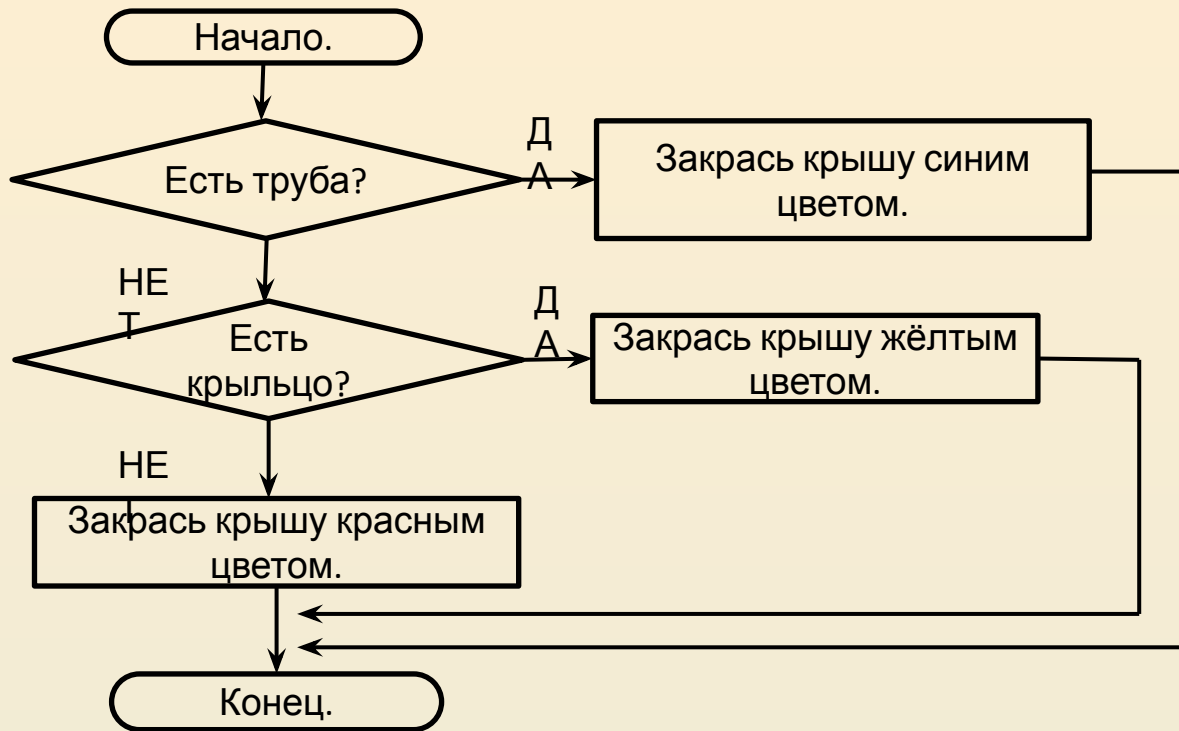 Начало.
Д
А
Есть труба?
Закрась крышу синим
цветом.
НЕ
Т
Есть
крыльцо?
Д
А
Закрась крышу жёлтым
цветом.
НЕ
Закрась крышу красным
цветом.
Конец.